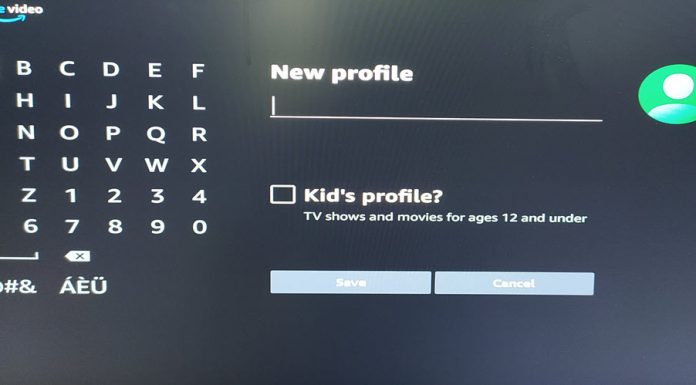 e video
B C D E F
H I J K L
N O P Q R
T U V W X
Z 1 2 3 4
6 7 8 9 0
#& ÁÈÜ
New profile
Kid's profile?
TV shows and movies for ages 12 and under
Save Cancel